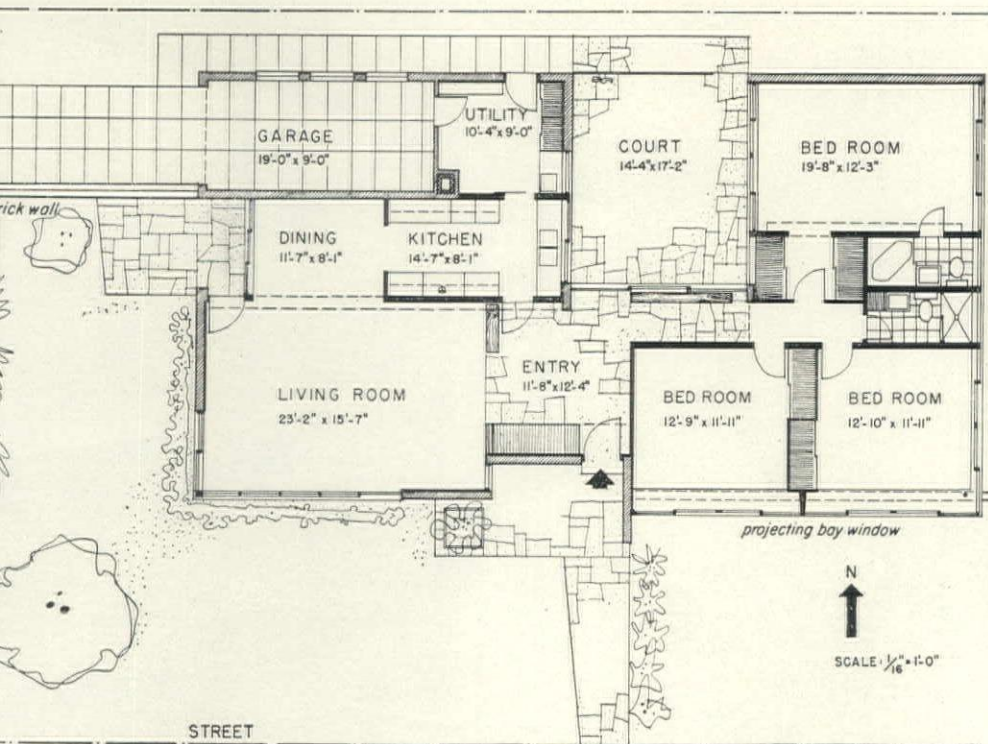 GARAGE
19'-0" x 9'-0"
UTILITY
10'-4" x 9'-0"
COURT
14'-4" x 17'-2"
BED ROOM
19'-8" x 12'-3"
rick wall
DINING
11'-7" x 8'-1"
KITCHEN
14'-7" x 8'-1"
LIVING ROOM
23'-2" x 15'-7"
ENTRY
11'-8" x 12'-4"
BED ROOM
12'-9" x 11'-11"
BED ROOM
12'-10" x 11'-11"
projecting bay window
N
SCALE: 1/16" = 1'-0"
STREET